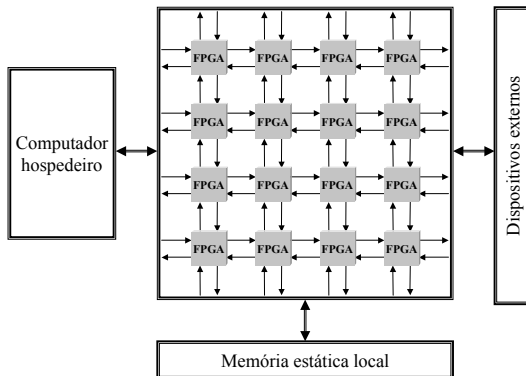 FPGA FPGA FPGA FPGA
FPGA FPGA FPGA FPGA
Computador
hospedeiro
FPGA FPGA FPGA FPGA
FPGA FPGA FPGA FPGA
Dispositivos externos
Memória estática local